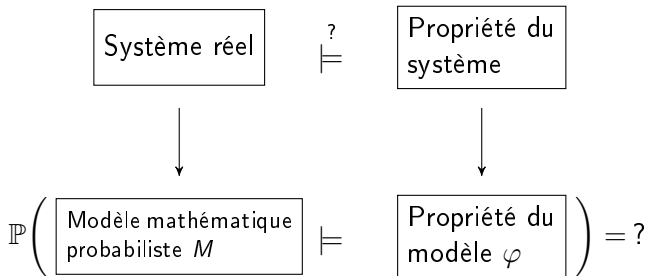 Système réel
?
⊨
Propriété du
système
ℙ(
Modèle mathématique
probabiliste M
⊨
Propriété du
modèle φ
) = ?